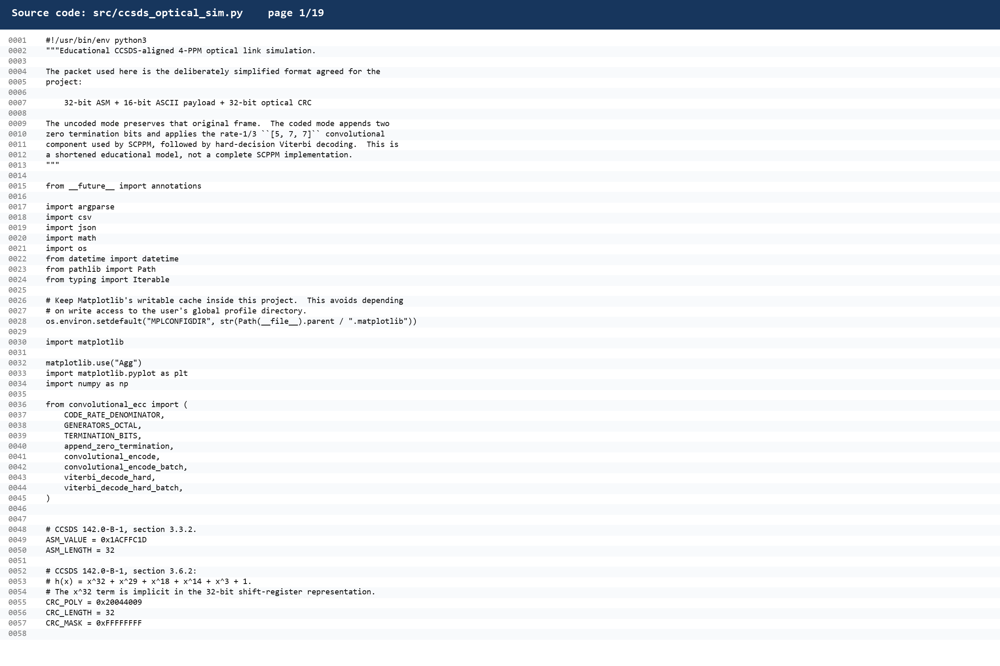 Source code: src/ccsds_optical_sim.py    page 1/19
0001    #!/usr/bin/env python3
0002    """Educational CCSDS-aligned 4-PPM optical link simulation.
0003
0004    The packet used here is the deliberately simplified format agreed for the
0005    project:
0006
0007        32-bit ASM + 16-bit ASCII payload + 32-bit optical CRC
0008
0009    The uncoded mode preserves that original frame.  The coded mode appends two
0010    zero termination bits and applies the rate-1/3 ``[5, 7, 7]`` convolutional
0011    component used by SCPPM, followed by hard-decision Viterbi decoding.  This is
0012    a shortened educational model, not a complete SCPPM implementation.
0013    """
0014
0015    from __future__ import annotations
0016
0017    import argparse
0018    import csv
0019    import json
0020    import math
0021    import os
0022    from datetime import datetime
0023    from pathlib import Path
0024    from typing import Iterable
0025
0026    # Keep Matplotlib's writable cache inside this project.  This avoids depending
0027    # on write access to the user's global profile directory.
0028    os.environ.setdefault("MPLCONFIGDIR", str(Path(__file__).parent / ".matplotlib"))
0029
0030    import matplotlib
0031
0032    matplotlib.use("Agg")
0033    import matplotlib.pyplot as plt
0034    import numpy as np
0035
0036    from convolutional_ecc import (
0037        CODE_RATE_DENOMINATOR,
0038        GENERATORS_OCTAL,
0039        TERMINATION_BITS,
0040        append_zero_termination,
0041        convolutional_encode,
0042        convolutional_encode_batch,
0043        viterbi_decode_hard,
0044        viterbi_decode_hard_batch,
0045    )
0046
0047
0048    # CCSDS 142.0-B-1, section 3.3.2.
0049    ASM_VALUE = 0x1ACFFC1D
0050    ASM_LENGTH = 32
0051
0052    # CCSDS 142.0-B-1, section 3.6.2:
0053    # h(x) = x^32 + x^29 + x^18 + x^14 + x^3 + 1.
0054    # The x^32 term is implicit in the 32-bit shift-register representation.
0055    CRC_POLY = 0x20044009
0056    CRC_LENGTH = 32
0057    CRC_MASK = 0xFFFFFFFF
0058